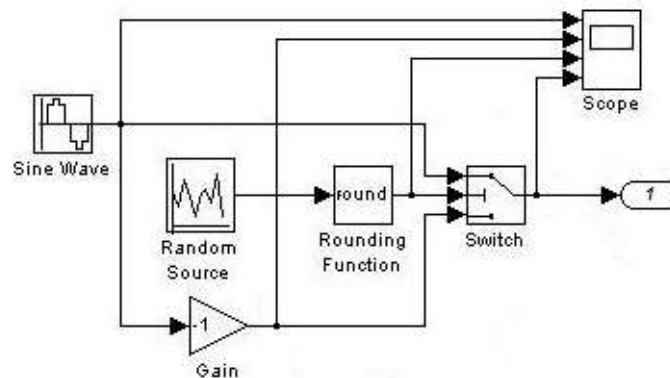 Scope
Sine Wave
round
1
Random
Source
Rounding
Function
Switch
-1
Gain